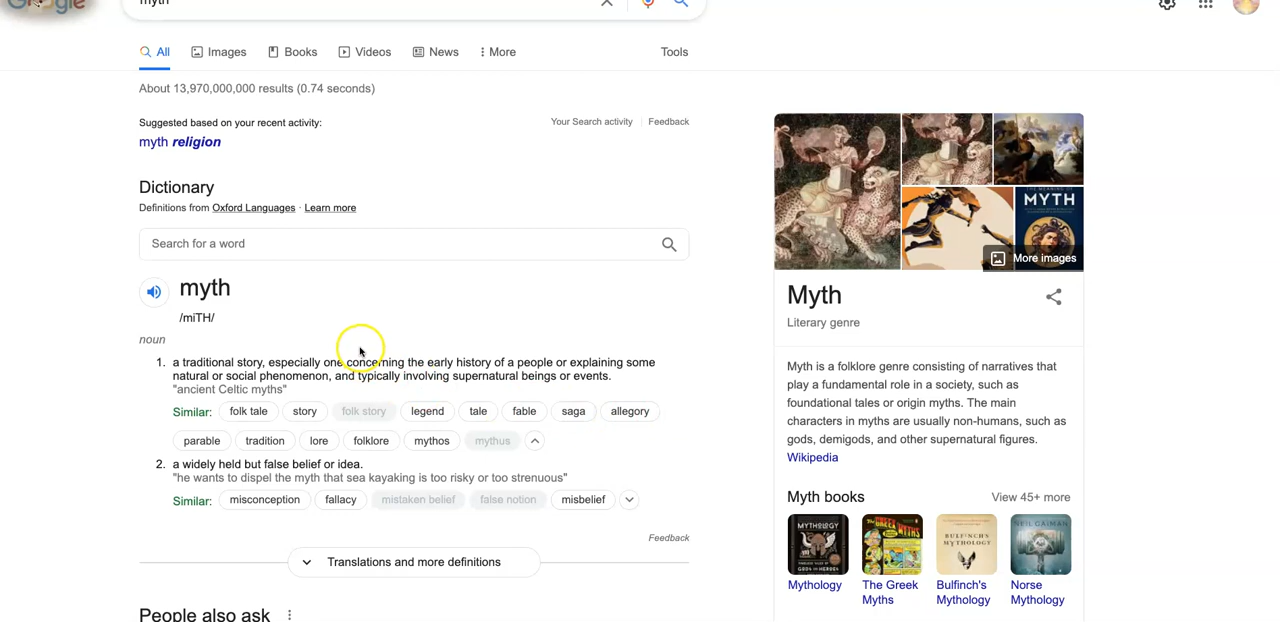 Google
myth
All Images Books Videos News More Tools
About 13,970,000,000 results (0.74 seconds)
Suggested based on your recent activity: Your Search activity Feedback
myth religion
Dictionary
Definitions from Oxford Languages · Learn more
Search for a word
myth
/miTH/
noun
1. a traditional story, especially one concerning the early history of a people or explaining some
natural or social phenomenon, and typically involving supernatural beings or events.
"ancient Celtic myths"
Similar: folk tale story folk story legend tale fable saga allegory
parable tradition lore folklore mythos mythus
2. a widely held but false belief or idea.
"he wants to dispel the myth that sea kayaking is too risky or too strenuous"
Similar: misconception fallacy mistaken belief false notion misbelief
Feedback
Translations and more definitions
People also ask
MYTH
More images
Myth
Literary genre
Myth is a folklore genre consisting of narratives that
play a fundamental role in a society, such as
foundational tales or origin myths. The main
characters in myths are usually non-humans, such as
gods, demigods, and other supernatural figures.
Wikipedia
Myth books View 45+ more
MYTHOLOGY
BULFINCH'S
MYTHOLOGY
NEIL GAIMAN
Mythology
The Greek
Myths
Bulfinch's
Mythology
Norse
Mythology